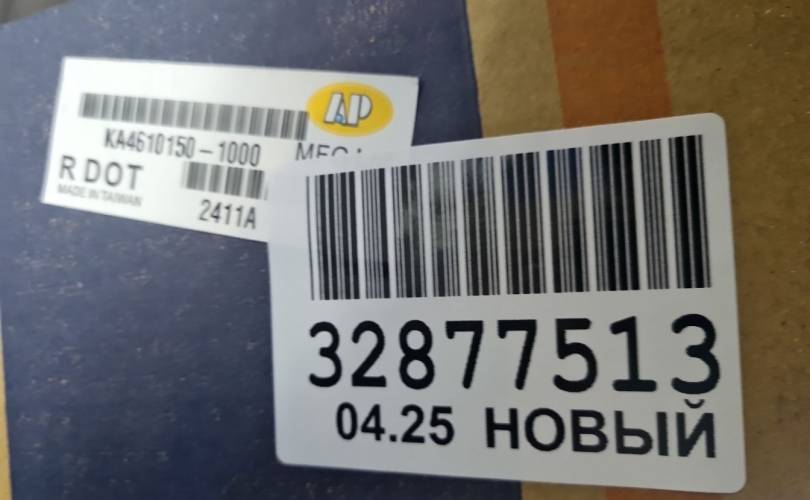 AP
KA4610150-1000
R DOT
MADE IN TAIWAN
2411A
32877513
04.25 НОВЫЙ